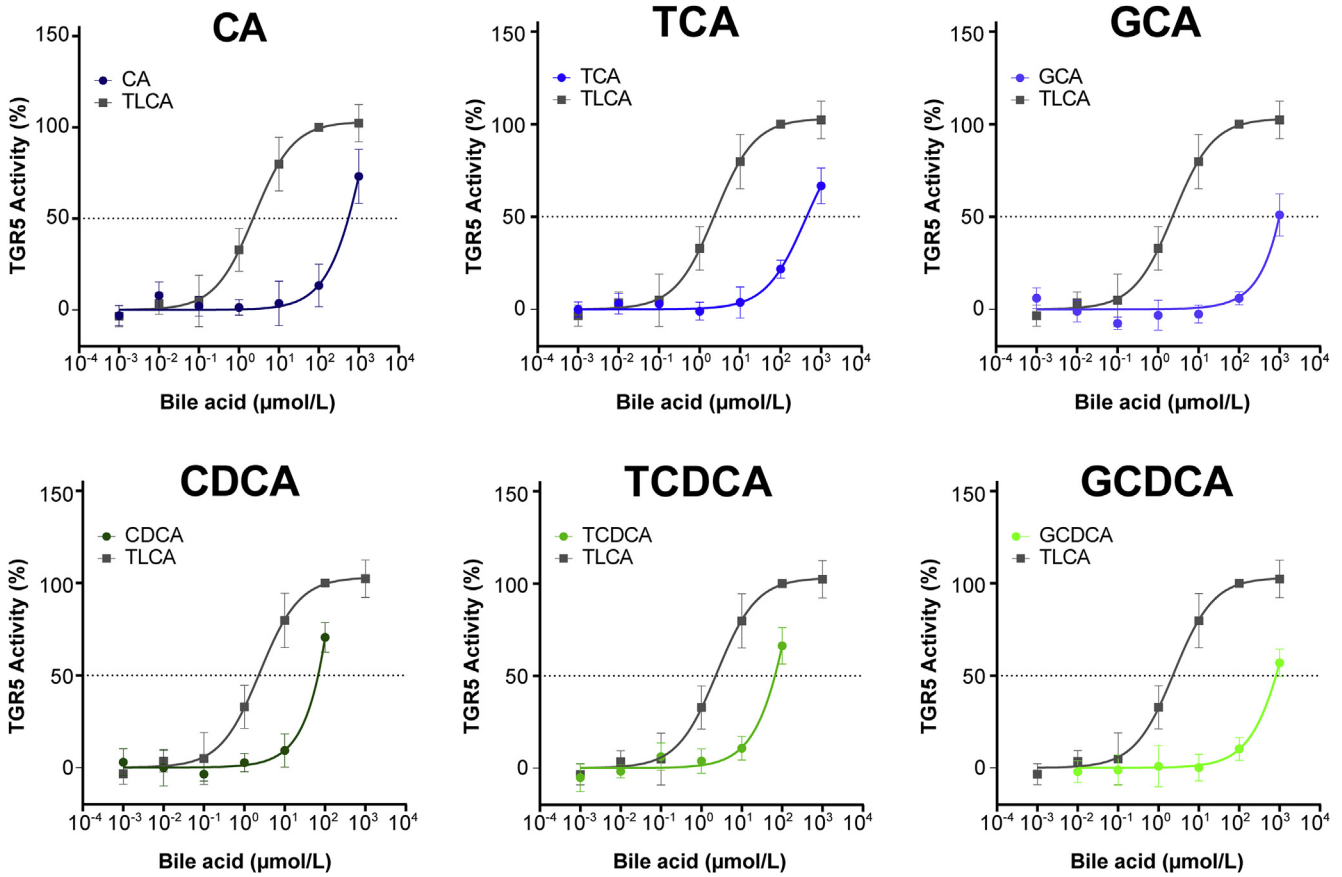 CA
150
100
50
0
TGR5 Activity (%)
CA
TLCA
10⁻⁴ 10⁻³ 10⁻² 10⁻¹ 10⁰ 10¹ 10² 10³ 10⁴
Bile acid (µmol/L)
TCA
150
100
50
0
TGR5 Activity (%)
TCA
TLCA
10⁻⁴ 10⁻³ 10⁻² 10⁻¹ 10⁰ 10¹ 10² 10³ 10⁴
Bile acid (µmol/L)
GCA
150
100
50
0
TGR5 Activity (%)
GCA
TLCA
10⁻⁴ 10⁻³ 10⁻² 10⁻¹ 10⁰ 10¹ 10² 10³ 10⁴
Bile acid (µmol/L)
CDCA
150
100
50
0
TGR5 Activity (%)
CDCA
TLCA
10⁻⁴ 10⁻³ 10⁻² 10⁻¹ 10⁰ 10¹ 10² 10³ 10⁴
Bile acid (µmol/L)
TCDCA
150
100
50
0
TGR5 Activity (%)
TCDCA
TLCA
10⁻⁴ 10⁻³ 10⁻² 10⁻¹ 10⁰ 10¹ 10² 10³ 10⁴
Bile acid (µmol/L)
GCDCA
150
100
50
0
TGR5 Activity (%)
GCDCA
TLCA
10⁻⁴ 10⁻³ 10⁻² 10⁻¹ 10⁰ 10¹ 10² 10³ 10⁴
Bile acid (µmol/L)